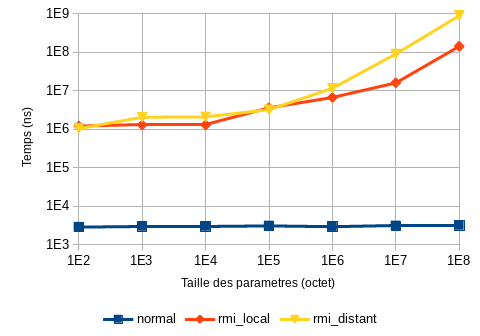 1E9
1E8
1E7
1E6
1E5
1E4
1E3
Temps (ns)
1E2 1E3 1E4 1E5 1E6 1E7 1E8
Taille des parametres (octet)
normal rmi_local rmi_distant